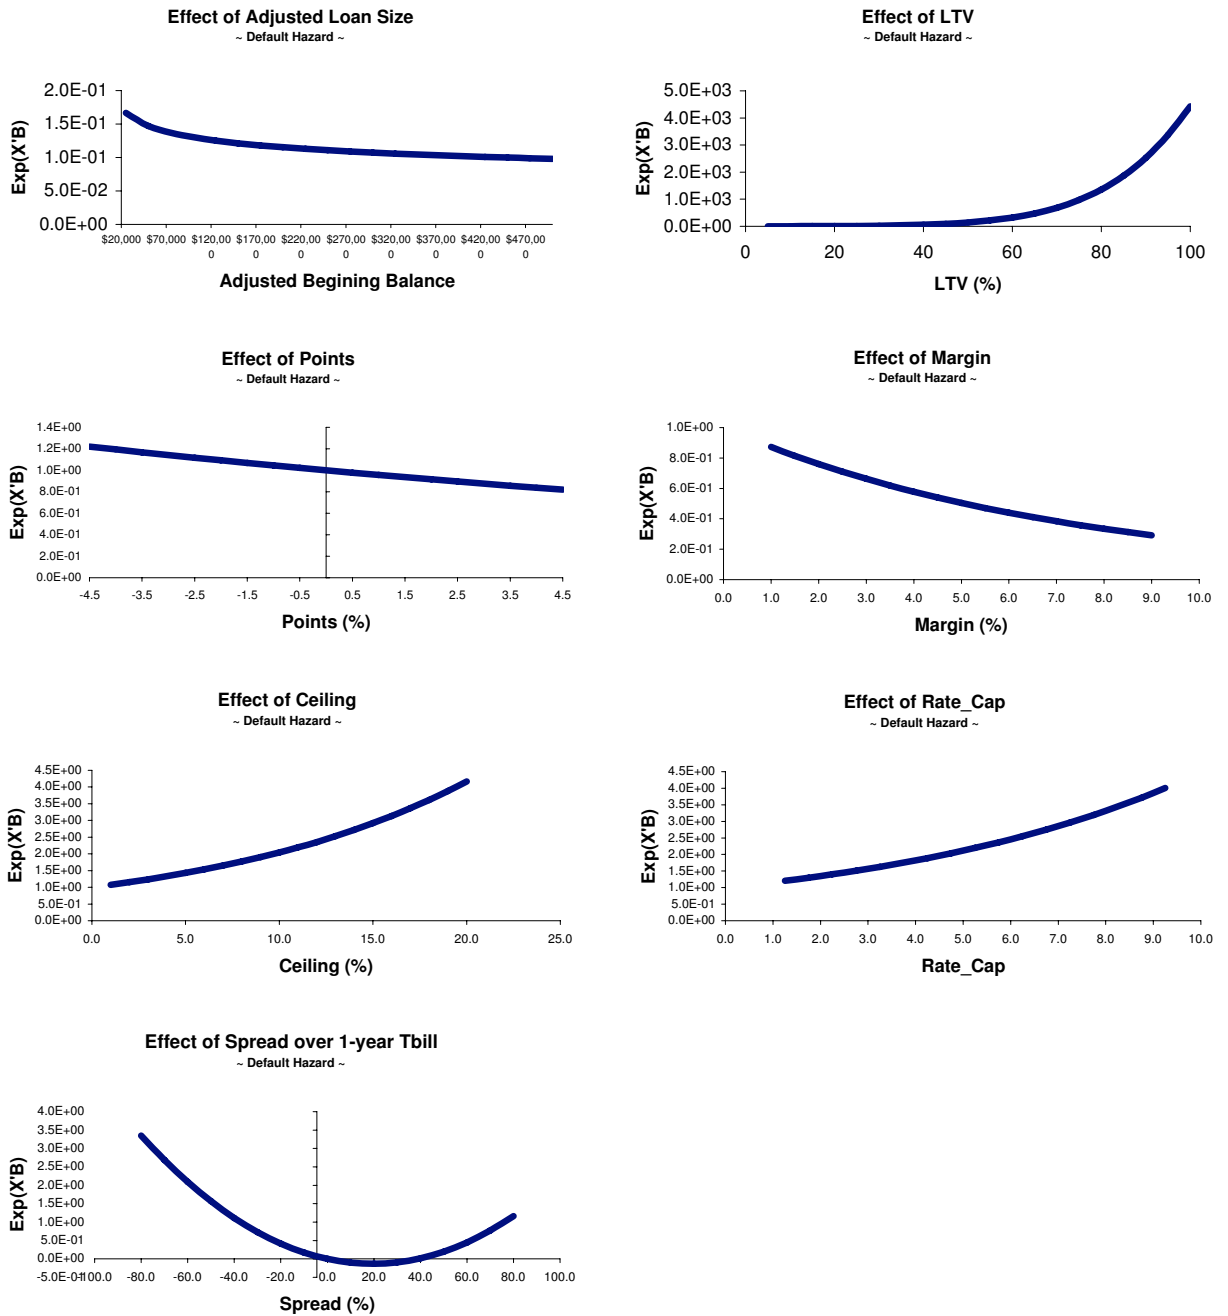 Effect of Adjusted Loan Size
~ Default Hazard ~
Exp(X'B)
2.0E-01
1.5E-01
1.0E-01
5.0E-02
0.0E+00
$20,000 $70,000 $120,00 $170,00 $220,00 $270,00 $320,00 $370,00 $420,00 $470,00
0 0 0 0 0 0 0 0
Adjusted Begining Balance
Effect of LTV
~ Default Hazard ~
Exp(X'B)
5.0E+03
4.0E+03
3.0E+03
2.0E+03
1.0E+03
0.0E+00
0 20 40 60 80 100
LTV (%)
Effect of Points
~ Default Hazard ~
Exp(X'B)
1.4E+00
1.2E+00
1.0E+00
8.0E-01
6.0E-01
4.0E-01
2.0E-01
0.0E+00
-4.5 -3.5 -2.5 -1.5 -0.5 0.5 1.5 2.5 3.5 4.5
Points (%)
Effect of Margin
~ Default Hazard ~
Exp(X'B)
1.0E+00
8.0E-01
6.0E-01
4.0E-01
2.0E-01
0.0E+00
0.0 1.0 2.0 3.0 4.0 5.0 6.0 7.0 8.0 9.0 10.0
Margin (%)
Effect of Ceiling
~ Default Hazard ~
Exp(X'B)
4.5E+00
4.0E+00
3.5E+00
3.0E+00
2.5E+00
2.0E+00
1.5E+00
1.0E+00
5.0E-01
0.0E+00
0.0 5.0 10.0 15.0 20.0 25.0
Ceiling (%)
Effect of Rate_Cap
~ Default Hazard ~
Exp(X'B)
4.5E+00
4.0E+00
3.5E+00
3.0E+00
2.5E+00
2.0E+00
1.5E+00
1.0E+00
5.0E-01
0.0E+00
0.0 1.0 2.0 3.0 4.0 5.0 6.0 7.0 8.0 9.0 10.0
Rate_Cap
Effect of Spread over 1-year Tbill
~ Default Hazard ~
Exp(X'B)
4.0E+00
3.5E+00
3.0E+00
2.5E+00
2.0E+00
1.5E+00
1.0E+00
5.0E-01
0.0E+00
-5.0E-01
-100.0 -80.0 -60.0 -40.0 -20.0 -0.0 20.0 40.0 60.0 80.0 100.0
Spread (%)